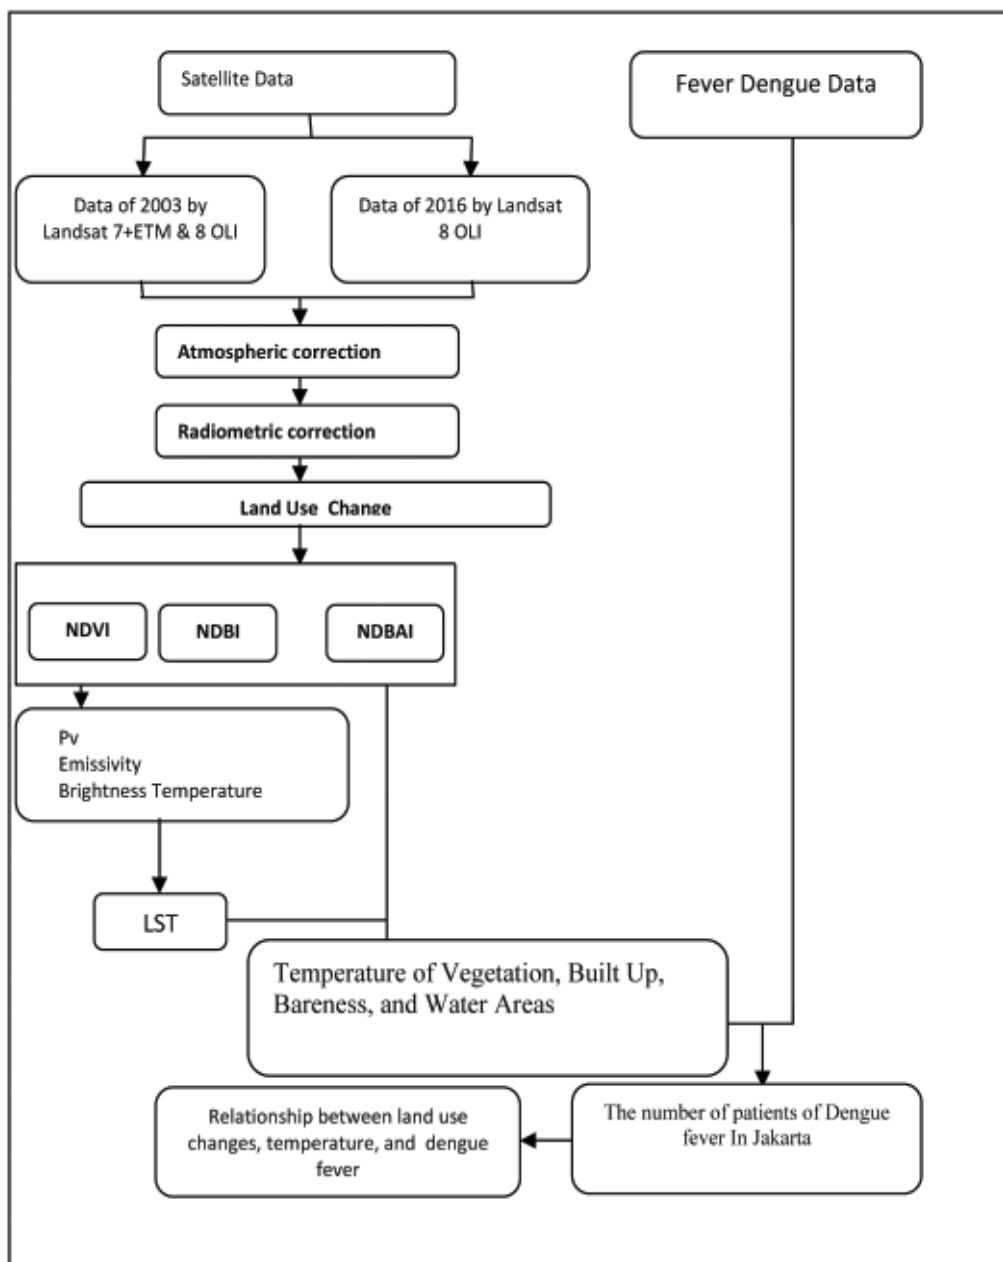 Satellite Data
Fever Dengue Data
Data of 2003 by
Landsat 7+ETM & 8 OLI
Data of 2016 by Landsat
8 OLI
Atmospheric correction
Radiometric correction
Land Use Change
NDVI
NDBI
NDBAI
Pv
Emissivity
Brightness Temperature
LST
Temperature of Vegetation, Built Up,
Bareness, and Water Areas
The number of patients of Dengue
fever In Jakarta
Relationship between land use
changes, temperature, and dengue
fever